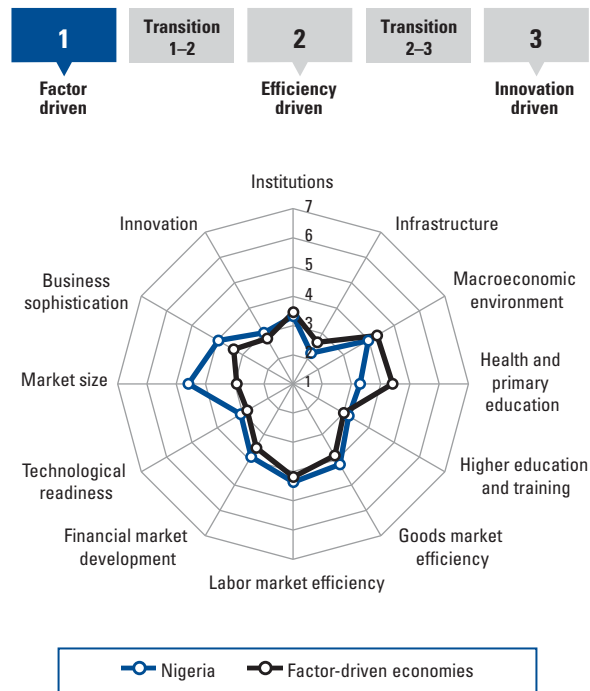 1
Transition
1–2
2
Transition
2–3
3
Factor
driven
Efficiency
driven
Innovation
driven
Institutions
Innovation
Infrastructure
Business
sophistication
Macroeconomic
environment
Market size
Health and
primary
education
Technological
readiness
Higher education
and training
Financial market
development
Goods market
efficiency
Labor market efficiency
7
6
5
4
3
2
1
Nigeria
Factor-driven economies